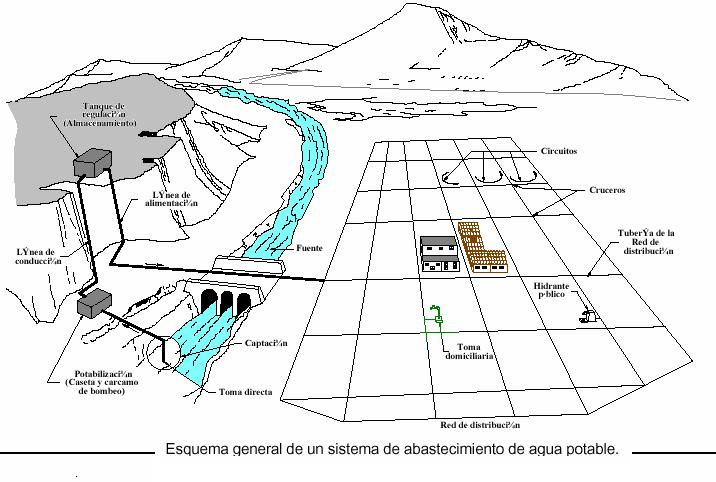 Tanque de
regulaci¾n
(Almacenamiento)
LÝnea de
alimentaci¾n
LÝnea de
conducci¾n
Potabilizaci¾n
(Caseta y carcamo
de bombeo)
Fuente
Captaci¾n
Toma directa
Circuitos
Cruceros
TuberÝa de la
Red de
distribuci¾n
Hidrante
p·blico
Toma
domiciliaria
Red de distribuci¾n
Esquema general de un sistema de abastecimiento de agua potable.